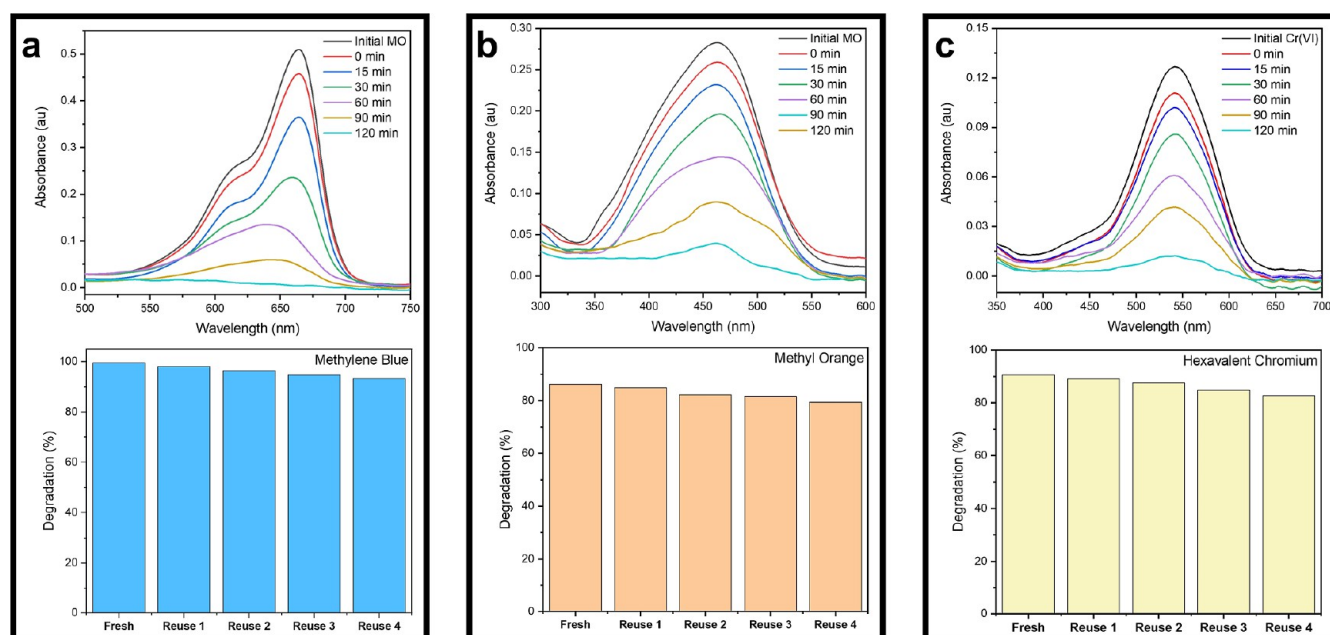 a
Initial MO
0 min
15 min
30 min
60 min
90 min
120 min
0.5
0.4
0.3
0.2
0.1
0.0
Absorbance (au)
500 550 600 650 700 750
Wavelength (nm)
Methylene Blue
100
80
60
40
20
0
Degradation (%)
Fresh Reuse 1 Reuse 2 Reuse 3 Reuse 4
b
Initial MO
0 min
15 min
30 min
60 min
90 min
120 min
0.30
0.25
0.20
0.15
0.10
0.05
0.00
Absorbance (au)
300 350 400 450 500 550 600
Wavelength (nm)
Methyl Orange
100
80
60
40
20
0
Degradation (%)
Fresh Reuse 1 Reuse 2 Reuse 3 Reuse 4
c
Initial Cr(VI)
0 min
15 min
30 min
60 min
90 min
120 min
0.15
0.12
0.09
0.06
0.03
0.00
Absorbance (au)
350 400 450 500 550 600 650 700
Wavelength (nm)
Hexavalent Chromium
100
80
60
40
20
0
Degradation (%)
Fresh Reuse 1 Reuse 2 Reuse 3 Reuse 4